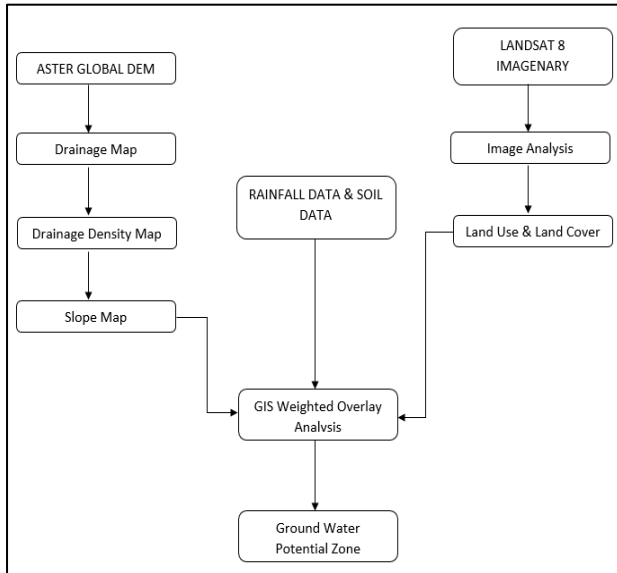 ASTER GLOBAL DEM
Drainage Map
Drainage Density Map
Slope Map
RAINFALL DATA & SOIL
DATA
LANDSAT 8
IMAGENARY
Image Analysis
Land Use & Land Cover
GIS Weighted Overlay
Analysis
Ground Water
Potential Zone